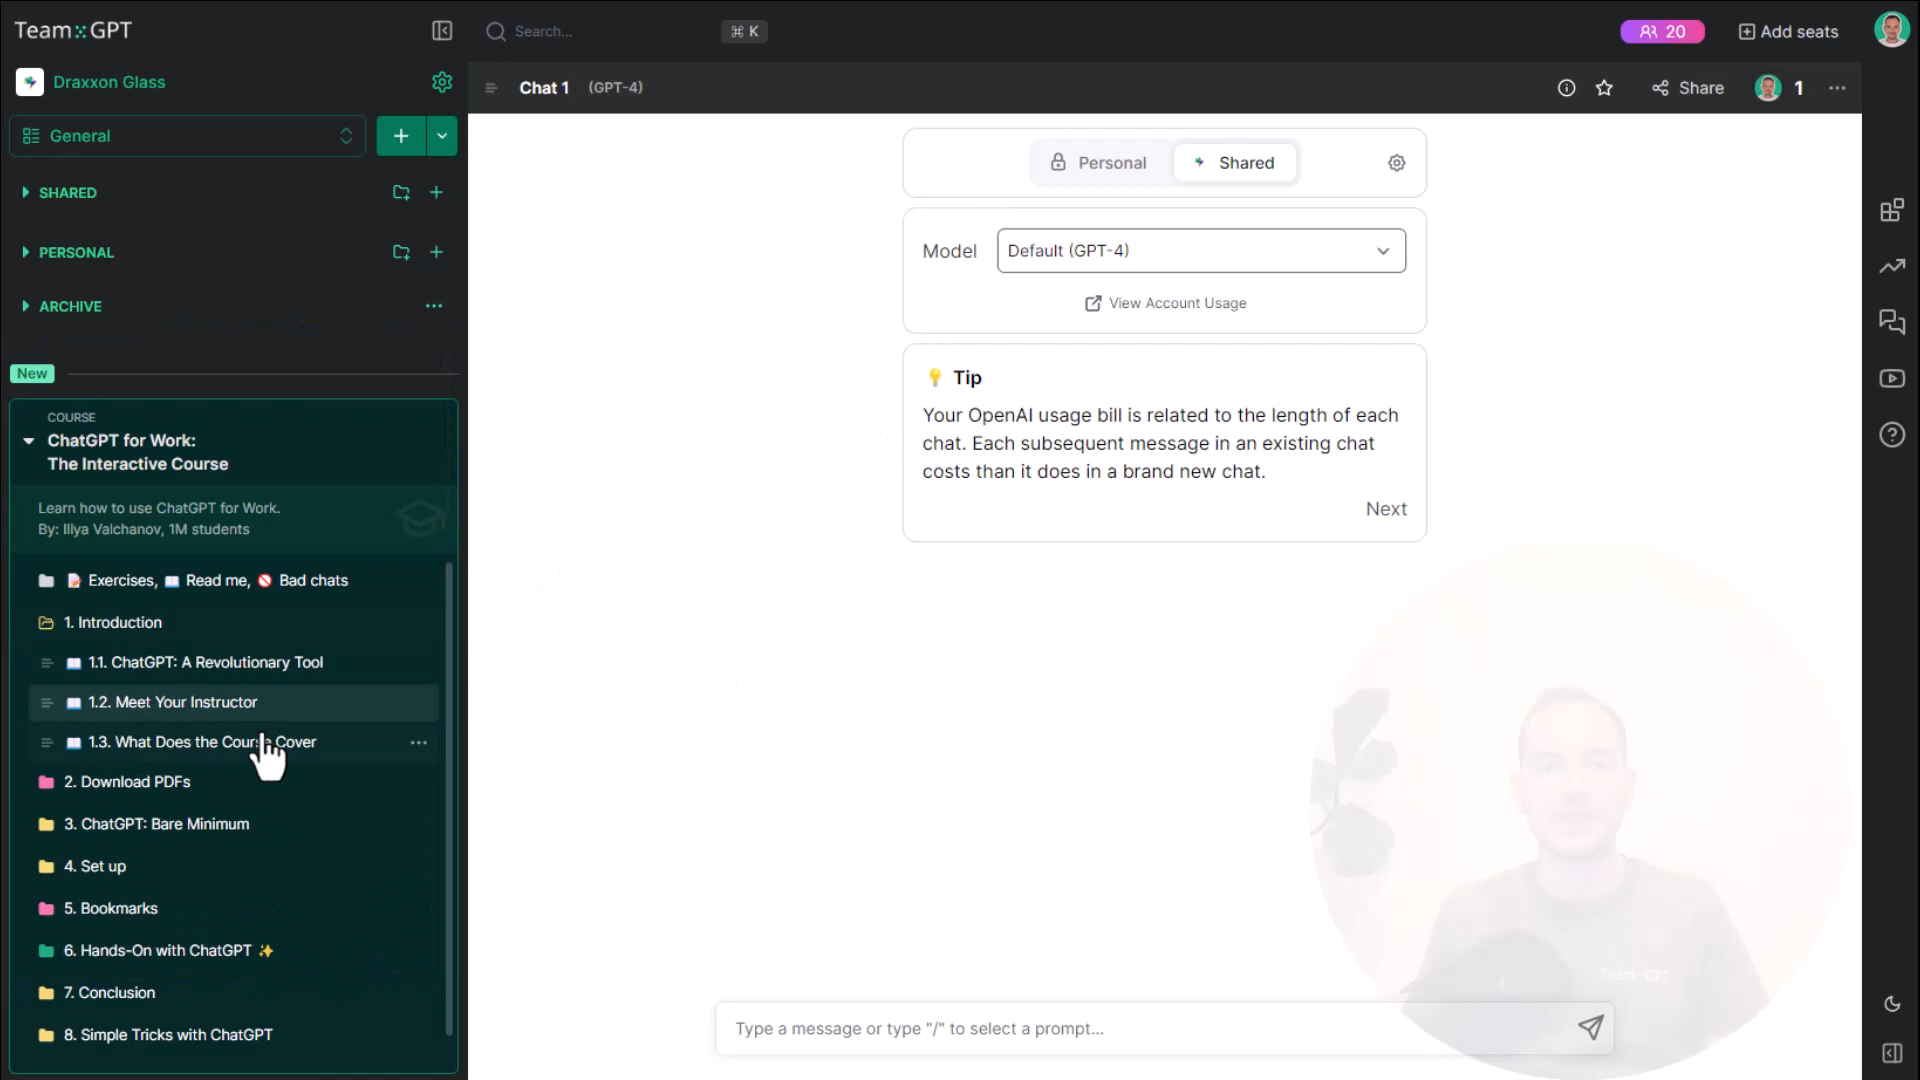 Team GPT
Search...
⌘ K
20
Add seats
Draxxon Glass
Chat 1 (GPT-4)
Share
1
General
SHARED
PERSONAL
ARCHIVE
New
COURSE
ChatGPT for Work:
The Interactive Course
Learn how to use ChatGPT for Work.
By: Iliya Valchanov, 1M students
Exercises, Read me, Bad chats
1. Introduction
1.1. ChatGPT: A Revolutionary Tool
1.2. Meet Your Instructor
1.3. What Does the Course Cover
2. Download PDFs
3. ChatGPT: Bare Minimum
4. Set up
5. Bookmarks
6. Hands-On with ChatGPT
7. Conclusion
8. Simple Tricks with ChatGPT
Personal
Shared
Model
Default (GPT-4)
View Account Usage
Tip
Your OpenAI usage bill is related to the length of each
chat. Each subsequent message in an existing chat
costs than it does in a brand new chat.
Next
Type a message or type "/" to select a prompt...
Team GPT